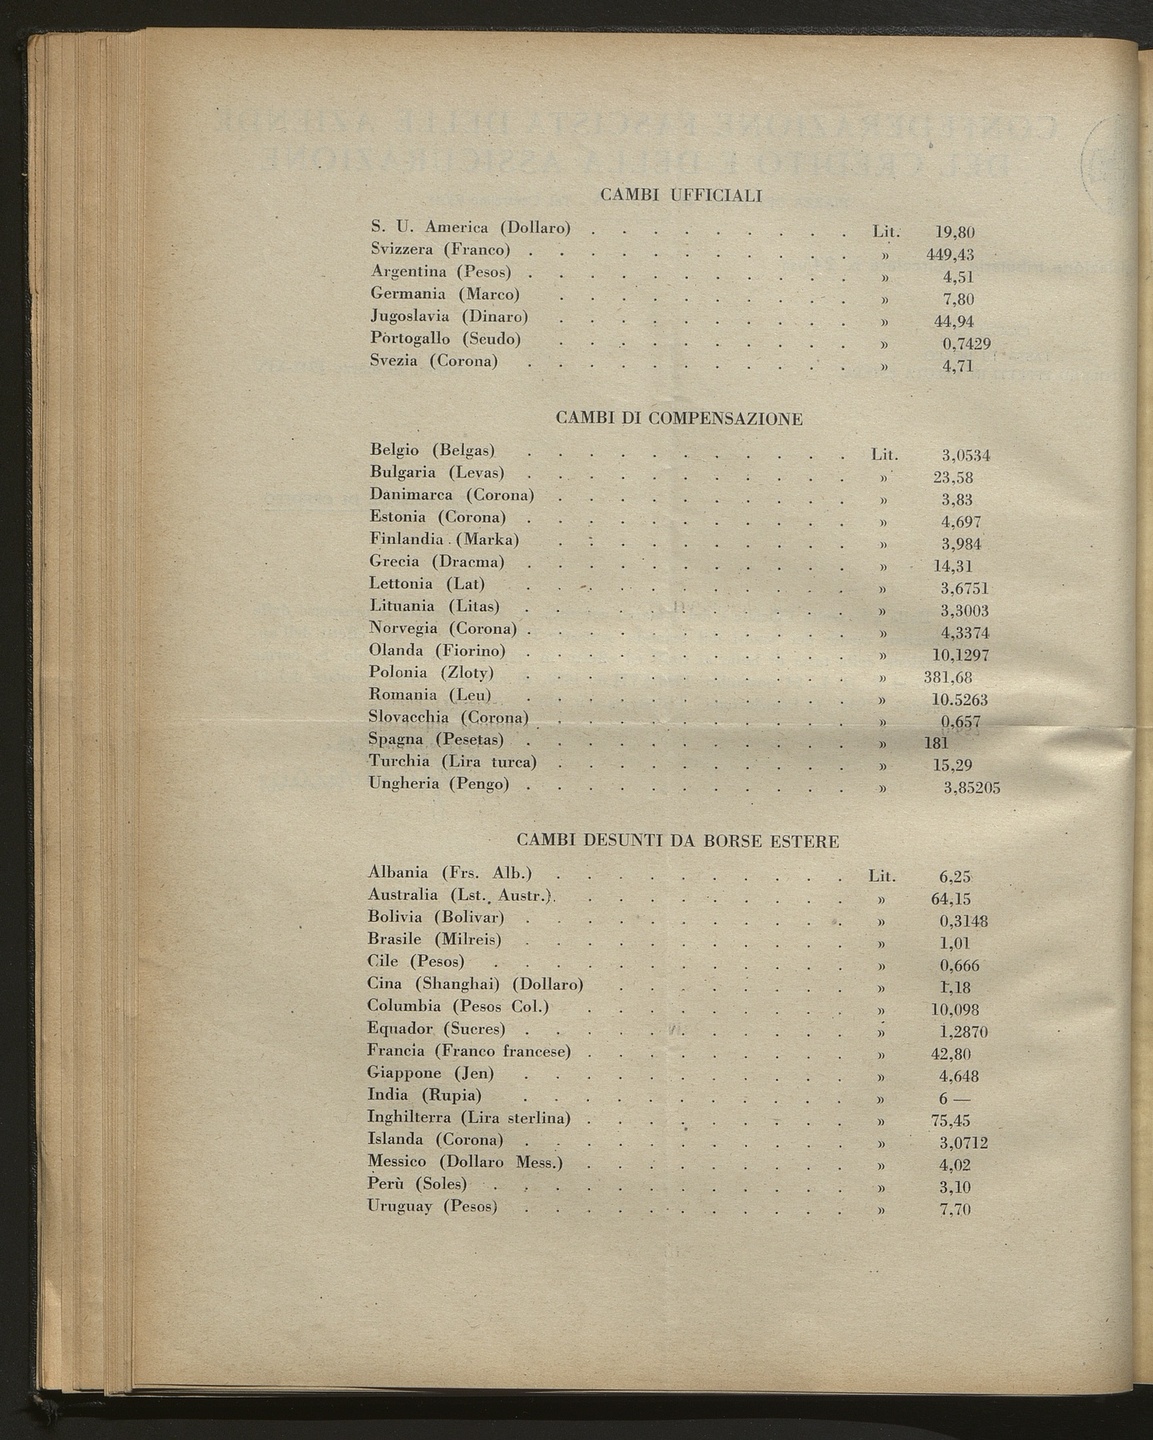 CAMBI UFFICIALI
S. U. America (Dollaro) . . . . . . . . . Lit. 19,80
Svizzera (Franco) . . . . . . . . . . . » 449,43
Argentina (Pesos) . . . . . . . . . . . » 4,51
Germania (Marco) . . . . . . . . . . » 7,80
Jugoslavia (Dinaro) . . . . . . . . . . » 44,94
Portogallo (Scudo) . . . . . . . . . . » 0,7429
Svezia (Corona) . . . . . . . . . . . » 4,71
CAMBI DI COMPENSAZIONE
Belgio (Belgas) . . . . . . . . . . . Lit. 3,0534
Bulgaria (Levas) . . . . . . . . . . . » 23,58
Danimarca (Corona) . . . . . . . . . . » 3,83
Estonia (Corona) . . . . . . . . . . . » 4,697
Finlandia (Marka) . . . . . . . . . . » 3,984
Grecia (Dracma) . . . . . . . . . . . » 14,31
Lettonia (Lat) . . . . . . . . . . . » 3,6751
Lituania (Litas) . . . . . . . . . . . » 3,3003
Norvegia (Corona) . . . . . . . . . . . » 4,3374
Olanda (Fiorino) . . . . . . . . . . . » 10,1297
Polonia (Zloty) . . . . . . . . . . . » 381,68
Romania (Leu) . . . . . . . . . . . » 10.5263
Slovacchia (Corona) . . . . . . . . . . » 0,657
Spagna (Pesetas) . . . . . . . . . . . » 181
Turchia (Lira turca) . . . . . . . . . . » 15,29
Ungheria (Pengo) . . . . . . . . . . . » 3,85205
CAMBI DESUNTI DA BORSE ESTERE
Albania (Frs. Alb.) . . . . . . . . . . Lit. 6,25
Australia (Lst. Austr.). . . . . . . . . . » 64,15
Bolivia (Bolivar) . . . . . . . . . . . » 0,3148
Brasile (Milreis) . . . . . . . . . . . » 1,01
Cile (Pesos) . . . . . . . . . . . . » 0,666
Cina (Shanghai) (Dollaro) . . . . . . . . » 1,18
Columbia (Pesos Col.) . . . . . . . . . » 10,098
Equador (Sucres) . . . . . . . . . . . » 1,2870
Francia (Franco francese) . . . . . . . . . » 42,80
Giappone (Jen) . . . . . . . . . . . » 4,648
India (Rupia) . . . . . . . . . . . » 6 —
Inghilterra (Lira sterlina) . . . . . . . . . » 75,45
Islanda (Corona) . . . . . . . . . . . » 3,0712
Messico (Dollaro Mess.) . . . . . . . . . » 4,02
Perù (Soles) . . . . . . . . . . . . » 3,10
Uruguay (Pesos) . . . . . . . . . . . » 7,70